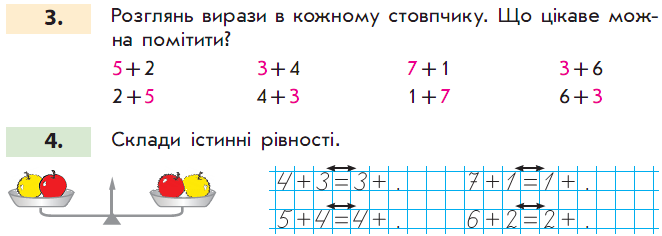 3. Розглянь вирази в кожному стовпчику. Що цікаве мож-
на помітити?
5+2 3+4 7+1 3+6
2+5 4+3 1+7 6+3
4. Склади істинні рівності.
4+3=3+ . 7+1=1+ .
5+4=4+ . 6+2=2+ .